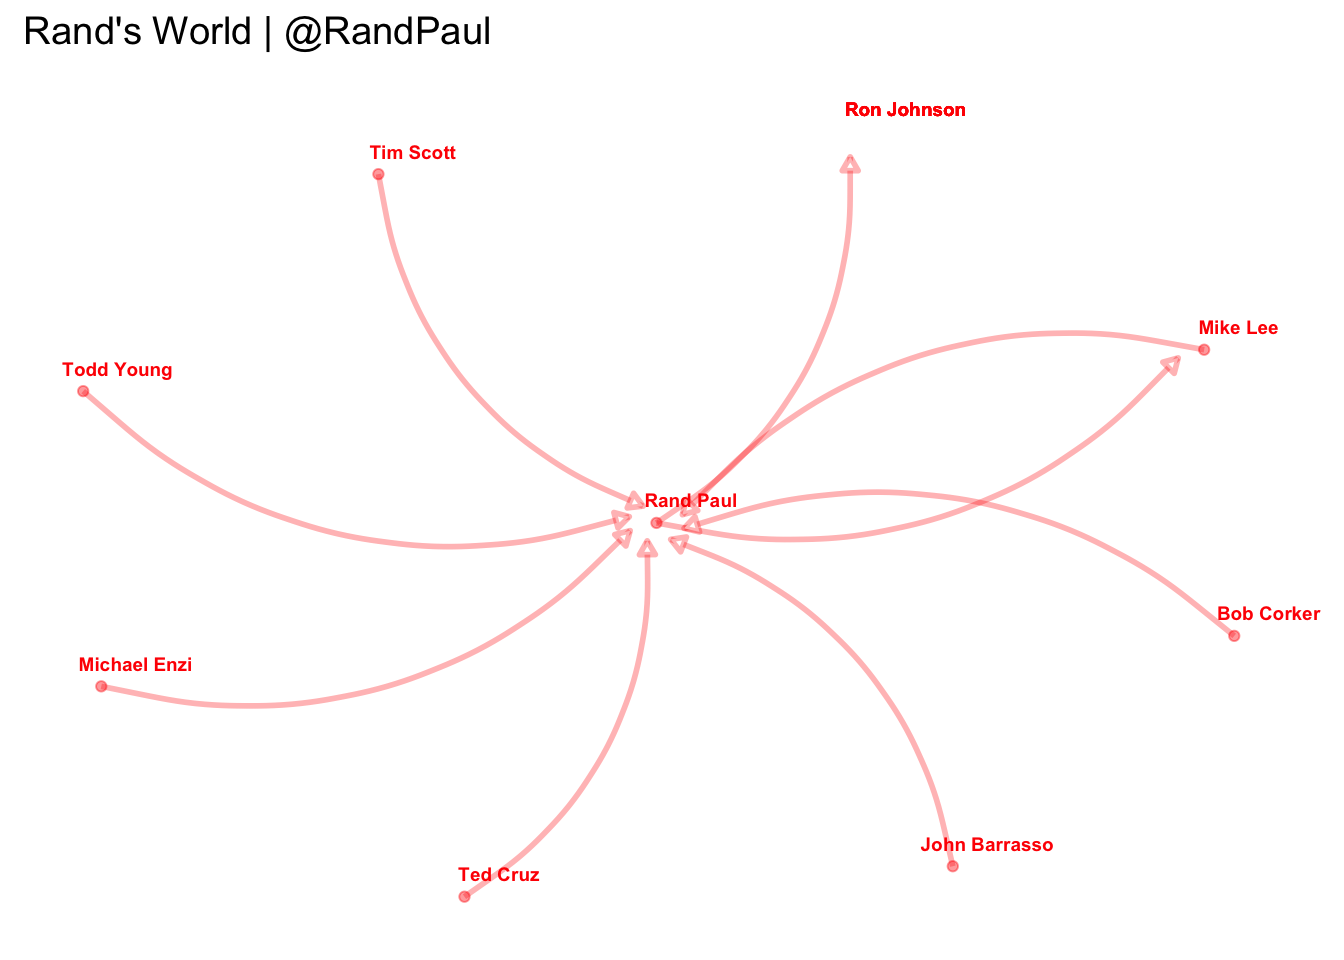 Rand's World | @RandPaul
Ron Johnson
Tim Scott
Mike Lee
Todd Young
Rand Paul
Bob Corker
Michael Enzi
John Barrasso
Ted Cruz